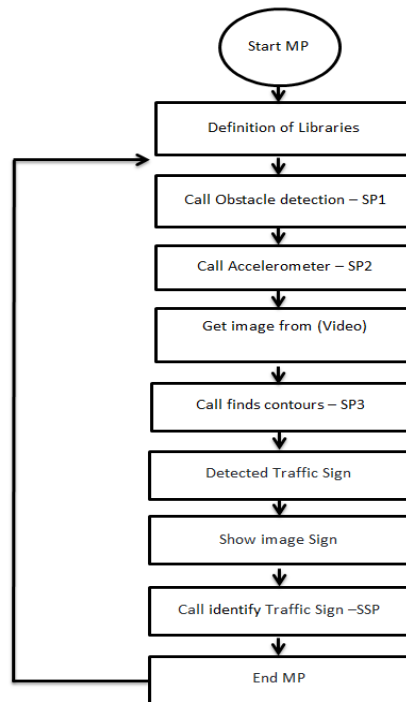 Start MP
Definition of Libraries
Call Obstacle detection – SP1
Call Accelerometer – SP2
Get image from (Video)
Call finds contours – SP3
Detected Traffic Sign
Show image Sign
Call identify Traffic Sign –SSP
End MP